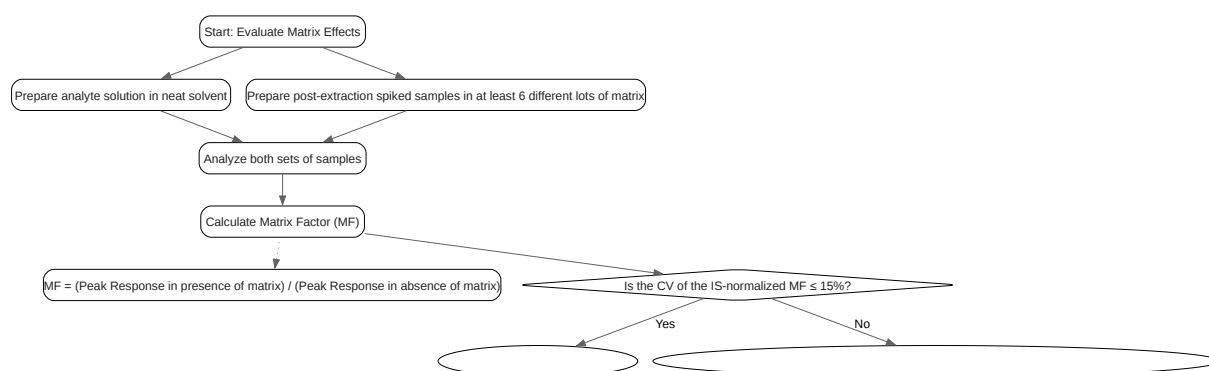 Start: Evaluate Matrix Effects
Prepare analyte solution in neat solvent
Prepare post-extraction spiked samples in at least 6 different lots of matrix
Analyze both sets of samples
Calculate Matrix Factor (MF)
MF = (Peak Response in presence of matrix) / (Peak Response in absence of matrix)
Is the CV of the IS-normalized MF ≤ 15%?
Yes
No